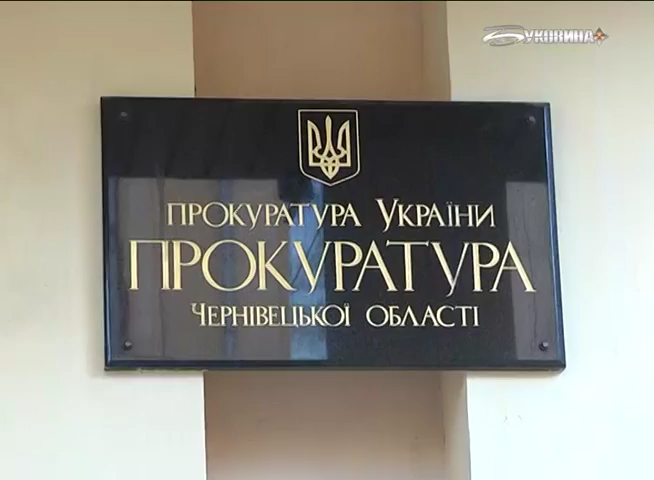 БУКОВИНА
ПРОКУРАТУРА УКРАЇНИ
ПРОКУРАТУРА
ЧЕРНІВЕЦЬКОЇ ОБЛАСТІ